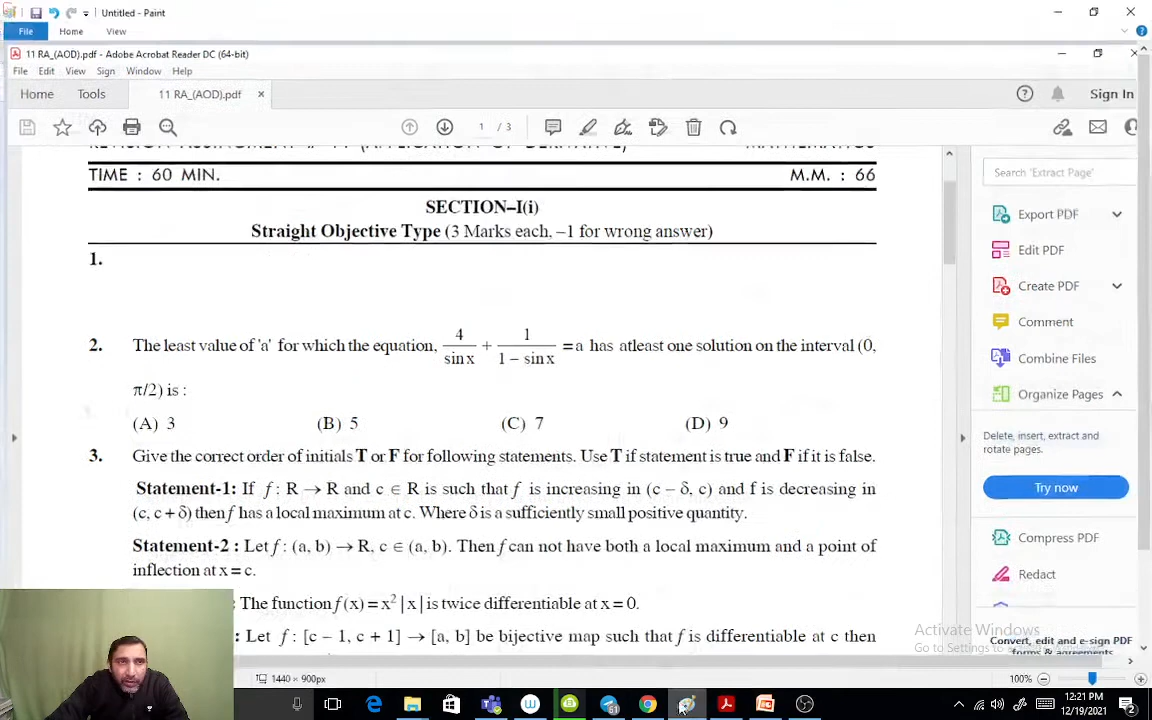 Untitled - Paint
File Home View
11 RA_(AOD).pdf - Adobe Acrobat Reader DC (64-bit)
File Edit View Sign Window Help
Home Tools 11 RA_(AOD).pdf × Sign In
1 / 3
TIME : 60 MIN. M.M. : 66
SECTION–I(i)
Straight Objective Type (3 Marks each, –1 for wrong answer)
1.
2. The least value of 'a' for which the equation, 4/sin x + 1/(1 − sin x) = a has atleast one solution on the interval (0,
π/2) is :
(A) 3 (B) 5 (C) 7 (D) 9
3. Give the correct order of initials T or F for following statements. Use T if statement is true and F if it is false.
Statement-1: If f : R → R and c ∈ R is such that f is increasing in (c − δ, c) and f is decreasing in
(c, c + δ) then f has a local maximum at c. Where δ is a sufficiently small positive quantity.
Statement-2 : Let f : (a, b) → R, c ∈ (a, b). Then f can not have both a local maximum and a point of
inflection at x = c.
: The function f (x) = x² |x| is twice differentiable at x = 0.
: Let f : [c − 1, c + 1] → [a, b] be bijective map such that f is differentiable at c then
Search 'Extract Page'
Export PDF
Edit PDF
Create PDF
Comment
Combine Files
Organize Pages
Delete, insert, extract and
rotate pages.
Try now
Compress PDF
Redact
Activate Windows
Go to Settings to
Convert, edit and e-sign PDF
forms & agreements
1440 × 900px 100%
12:21 PM
12/19/2021